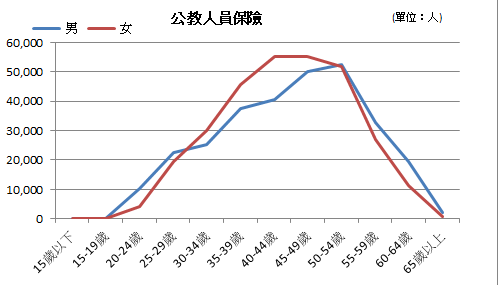 公教人員保險
(單位：人)
男 女
60,000
50,000
40,000
30,000
20,000
10,000
0
15歲以下
15-19歲
20-24歲
25-29歲
30-34歲
35-39歲
40-44歲
45-49歲
50-54歲
55-59歲
60-64歲
65歲以上